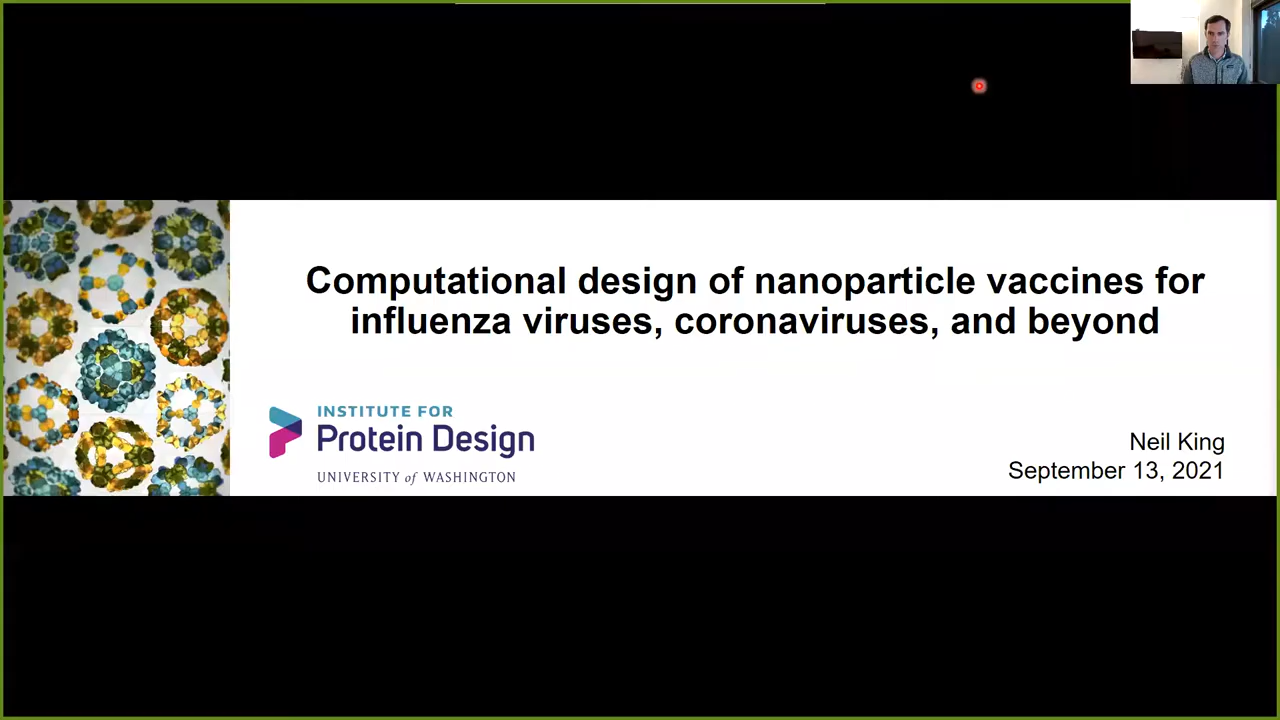 Computational design of nanoparticle vaccines for
influenza viruses, coronaviruses, and beyond
INSTITUTE FOR
Protein Design
UNIVERSITY of WASHINGTON
Neil King
September 13, 2021